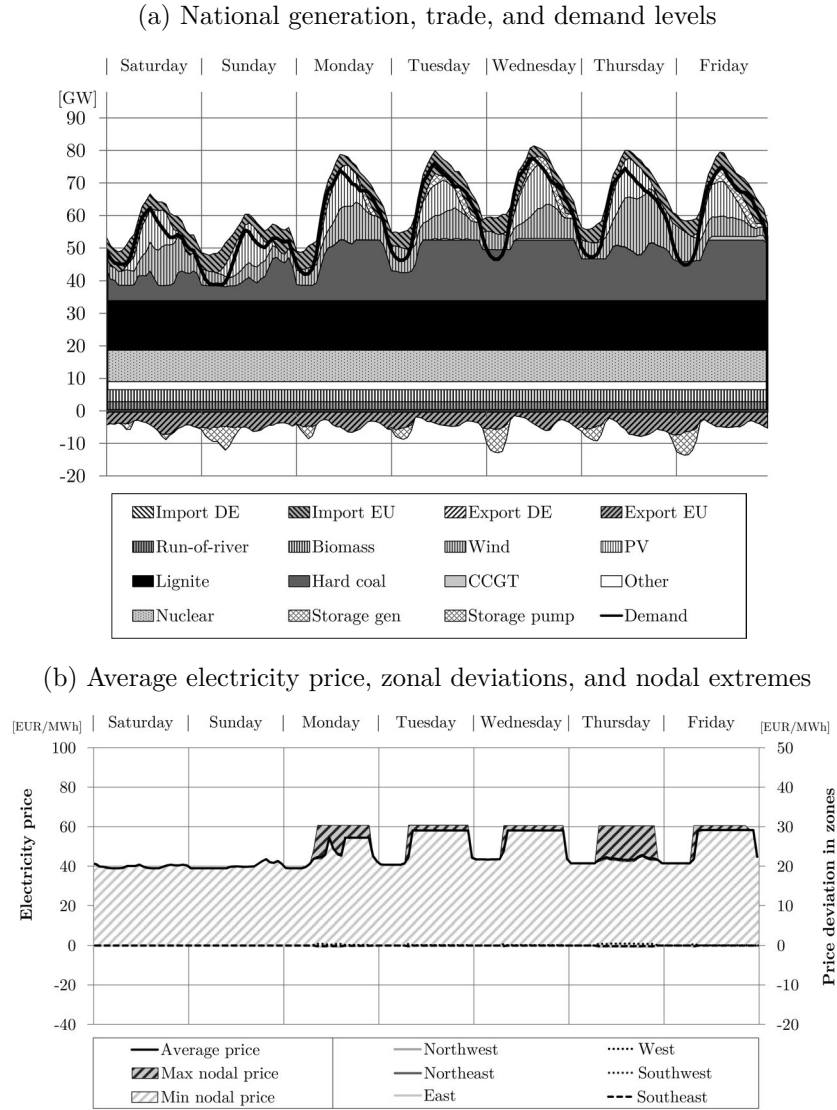 (a) National generation, trade, and demand levels
| Saturday | Sunday | Monday | Tuesday | Wednesday | Thursday | Friday
[GW]
90
80
70
60
50
40
30
20
10
0
-10
-20
Import DE Import EU Export DE Export EU
Run-of-river Biomass Wind PV
Lignite Hard coal CCGT Other
Nuclear Storage gen Storage pump Demand
(b) Average electricity price, zonal deviations, and nodal extremes
[EUR/MWh] | Saturday | Sunday | Monday | Tuesday | Wednesday | Thursday | Friday [EUR/MWh]
100 50
80 40
60 30
40 20
20 10
0 0
-20 -10
-40 -20
Electricity price
Price deviation in zones
Average price Northwest West
Max nodal price Northeast Southwest
Min nodal price East Southeast